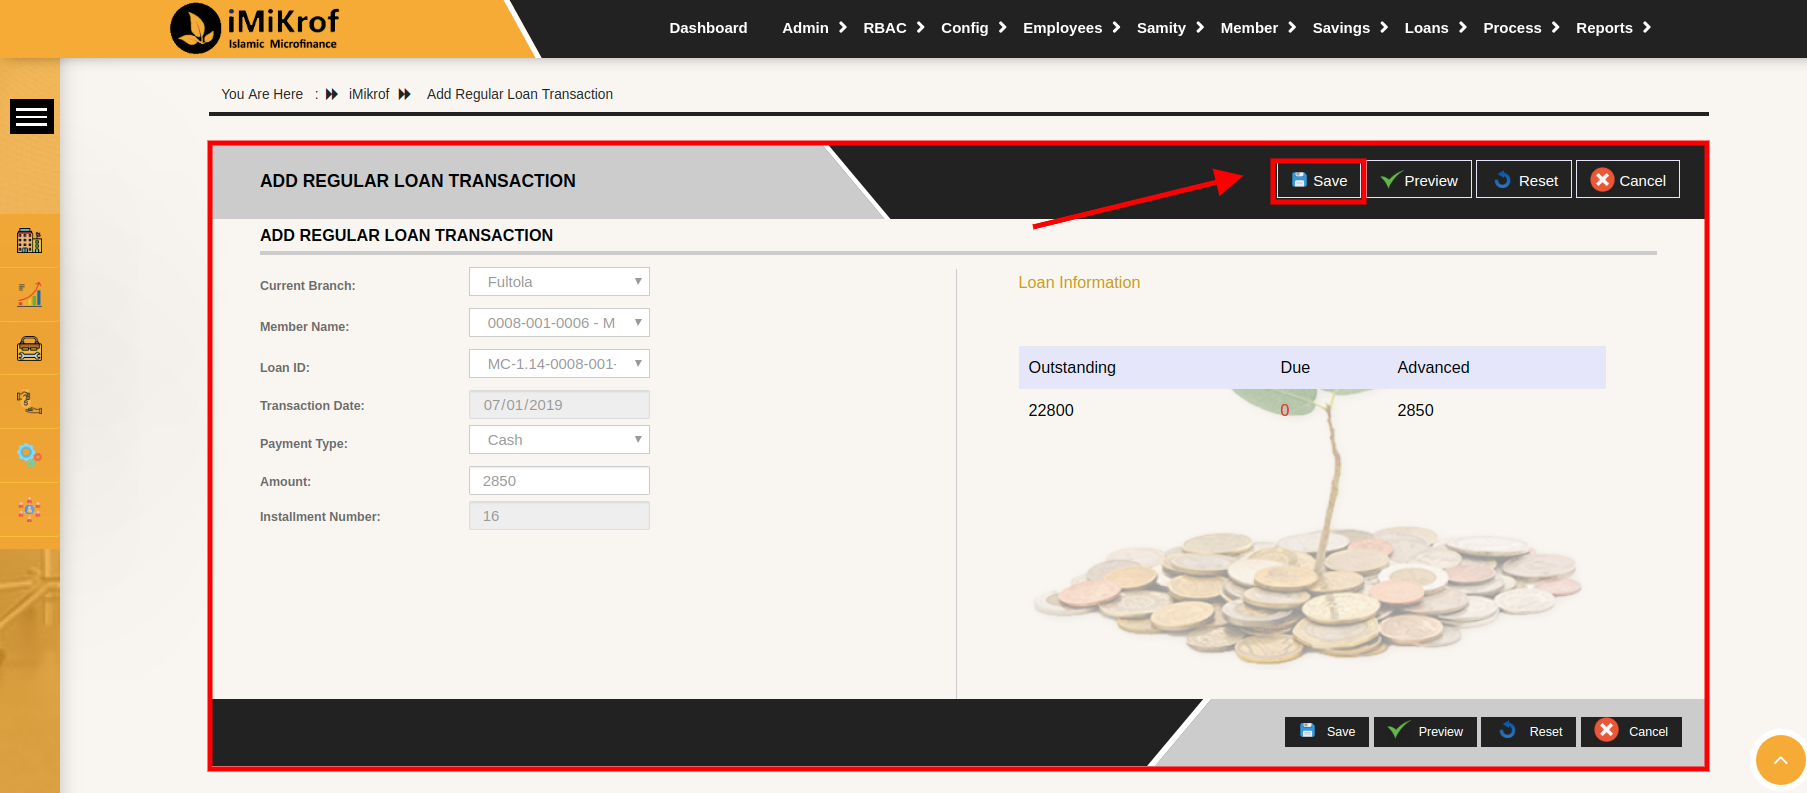 iMiKrof
Islamic Microfinance
Dashboard Admin RBAC Config Employees Samity Member Savings Loans Process Reports
You Are Here : iMikrof Add Regular Loan Transaction
ADD REGULAR LOAN TRANSACTION
Save Preview Reset Cancel
ADD REGULAR LOAN TRANSACTION
Current Branch: Fultola
Member Name: 0008-001-0006 - M
Loan ID: MC-1.14-0008-001-
Transaction Date: 07/01/2019
Payment Type: Cash
Amount: 2850
Installment Number: 16
Loan Information
Outstanding Due Advanced
22800 0 2850
Save Preview Reset Cancel